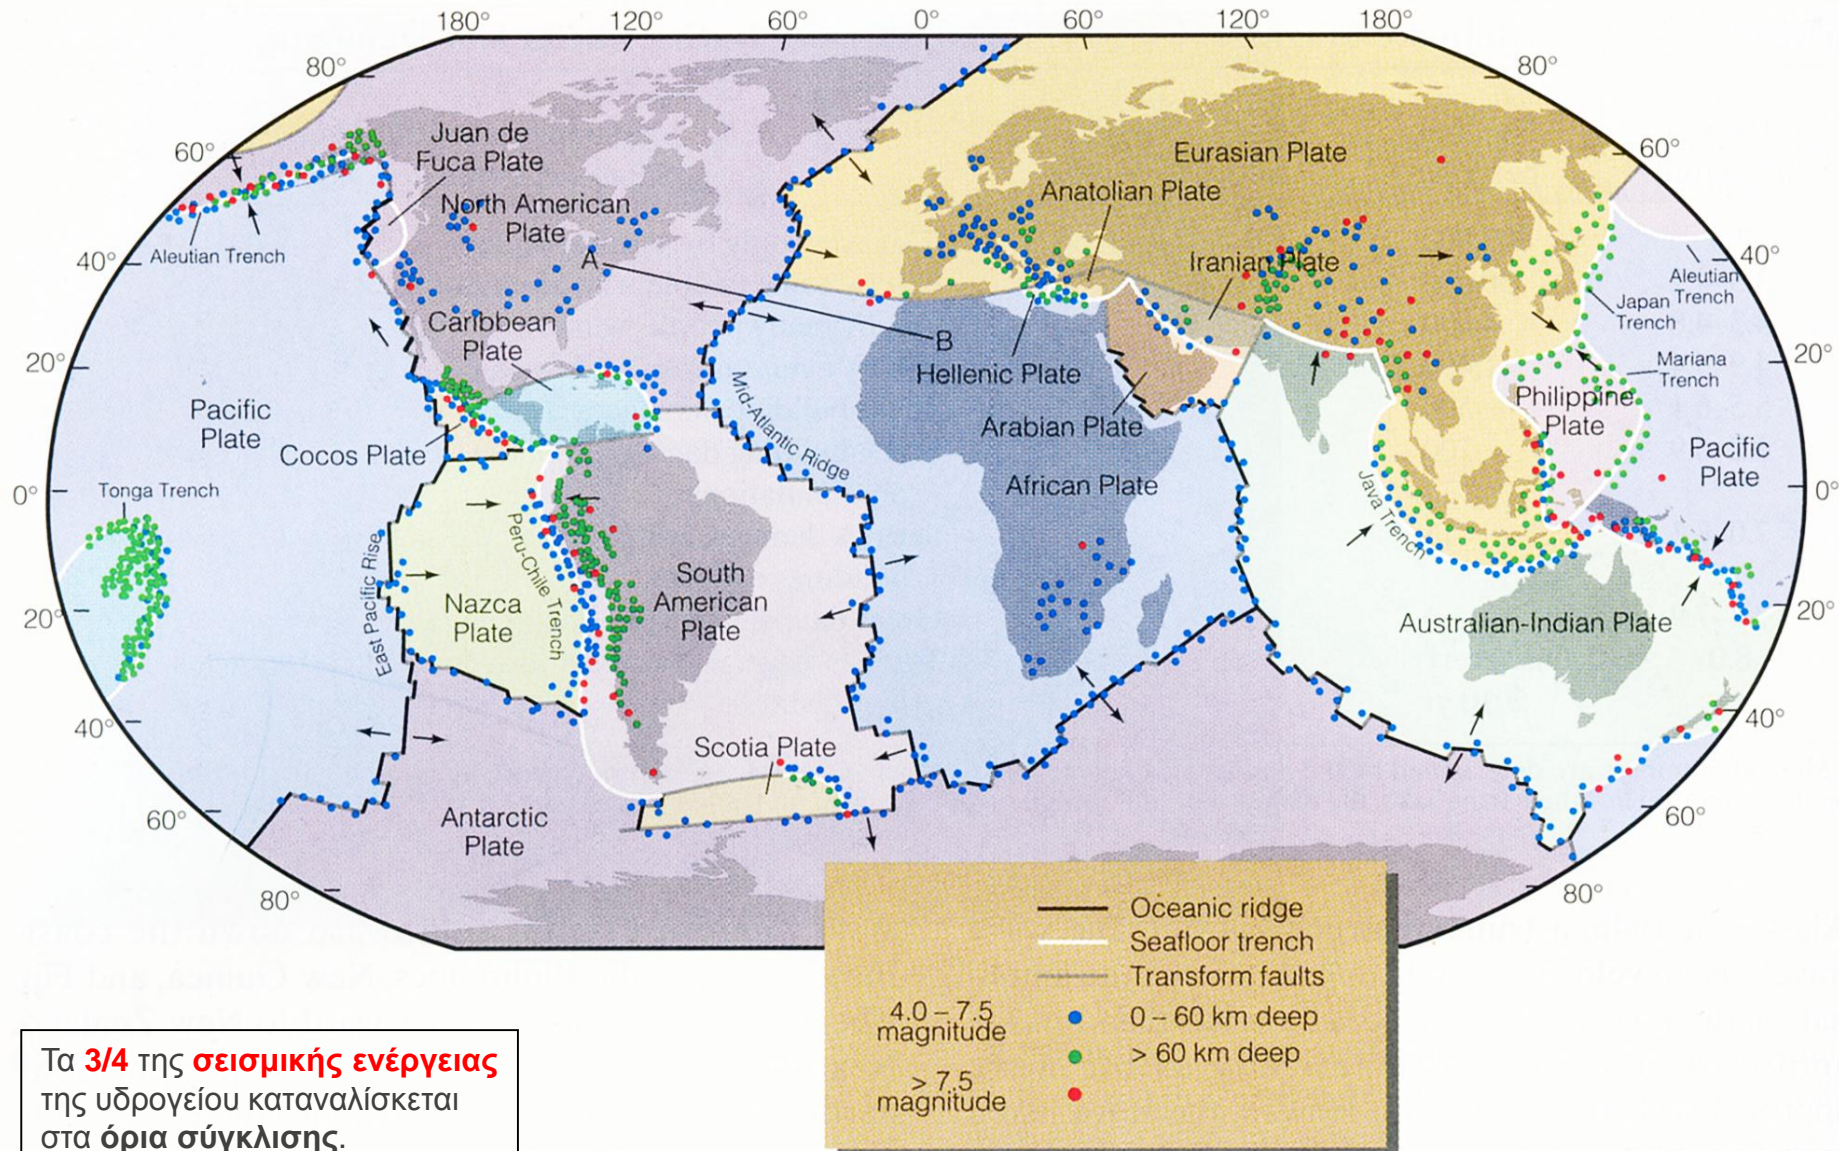 180°
120°
60°
0°
60°
120°
180°
80°
80°
60°
60°
40°
40°
20°
20°
0°
0°
20°
20°
40°
40°
60°
60°
80°
80°
Juan de
Fuca Plate
North American
Plate
Aleutian Trench
A
B
Caribbean
Plate
Pacific
Plate
Cocos Plate
Tonga Trench
East Pacific Rise
Nazca
Plate
Peru-Chile Trench
South
American
Plate
Mid-Atlantic Ridge
Scotia Plate
Antarctic
Plate
Eurasian Plate
Anatolian Plate
Iranian Plate
Hellenic Plate
Arabian Plate
African Plate
Aleutian
Trench
Japan
Trench
Mariana
Trench
Philippine
Plate
Pacific
Plate
Java Trench
Australian-Indian Plate
Oceanic ridge
Seafloor trench
Transform faults
4.0 – 7.5
magnitude
0 – 60 km deep
> 60 km deep
> 7.5
magnitude
Τα 3/4 της σεισμικής ενέργειας
της υδρογείου καταναλίσκεται
στα όρια σύγκλισης.